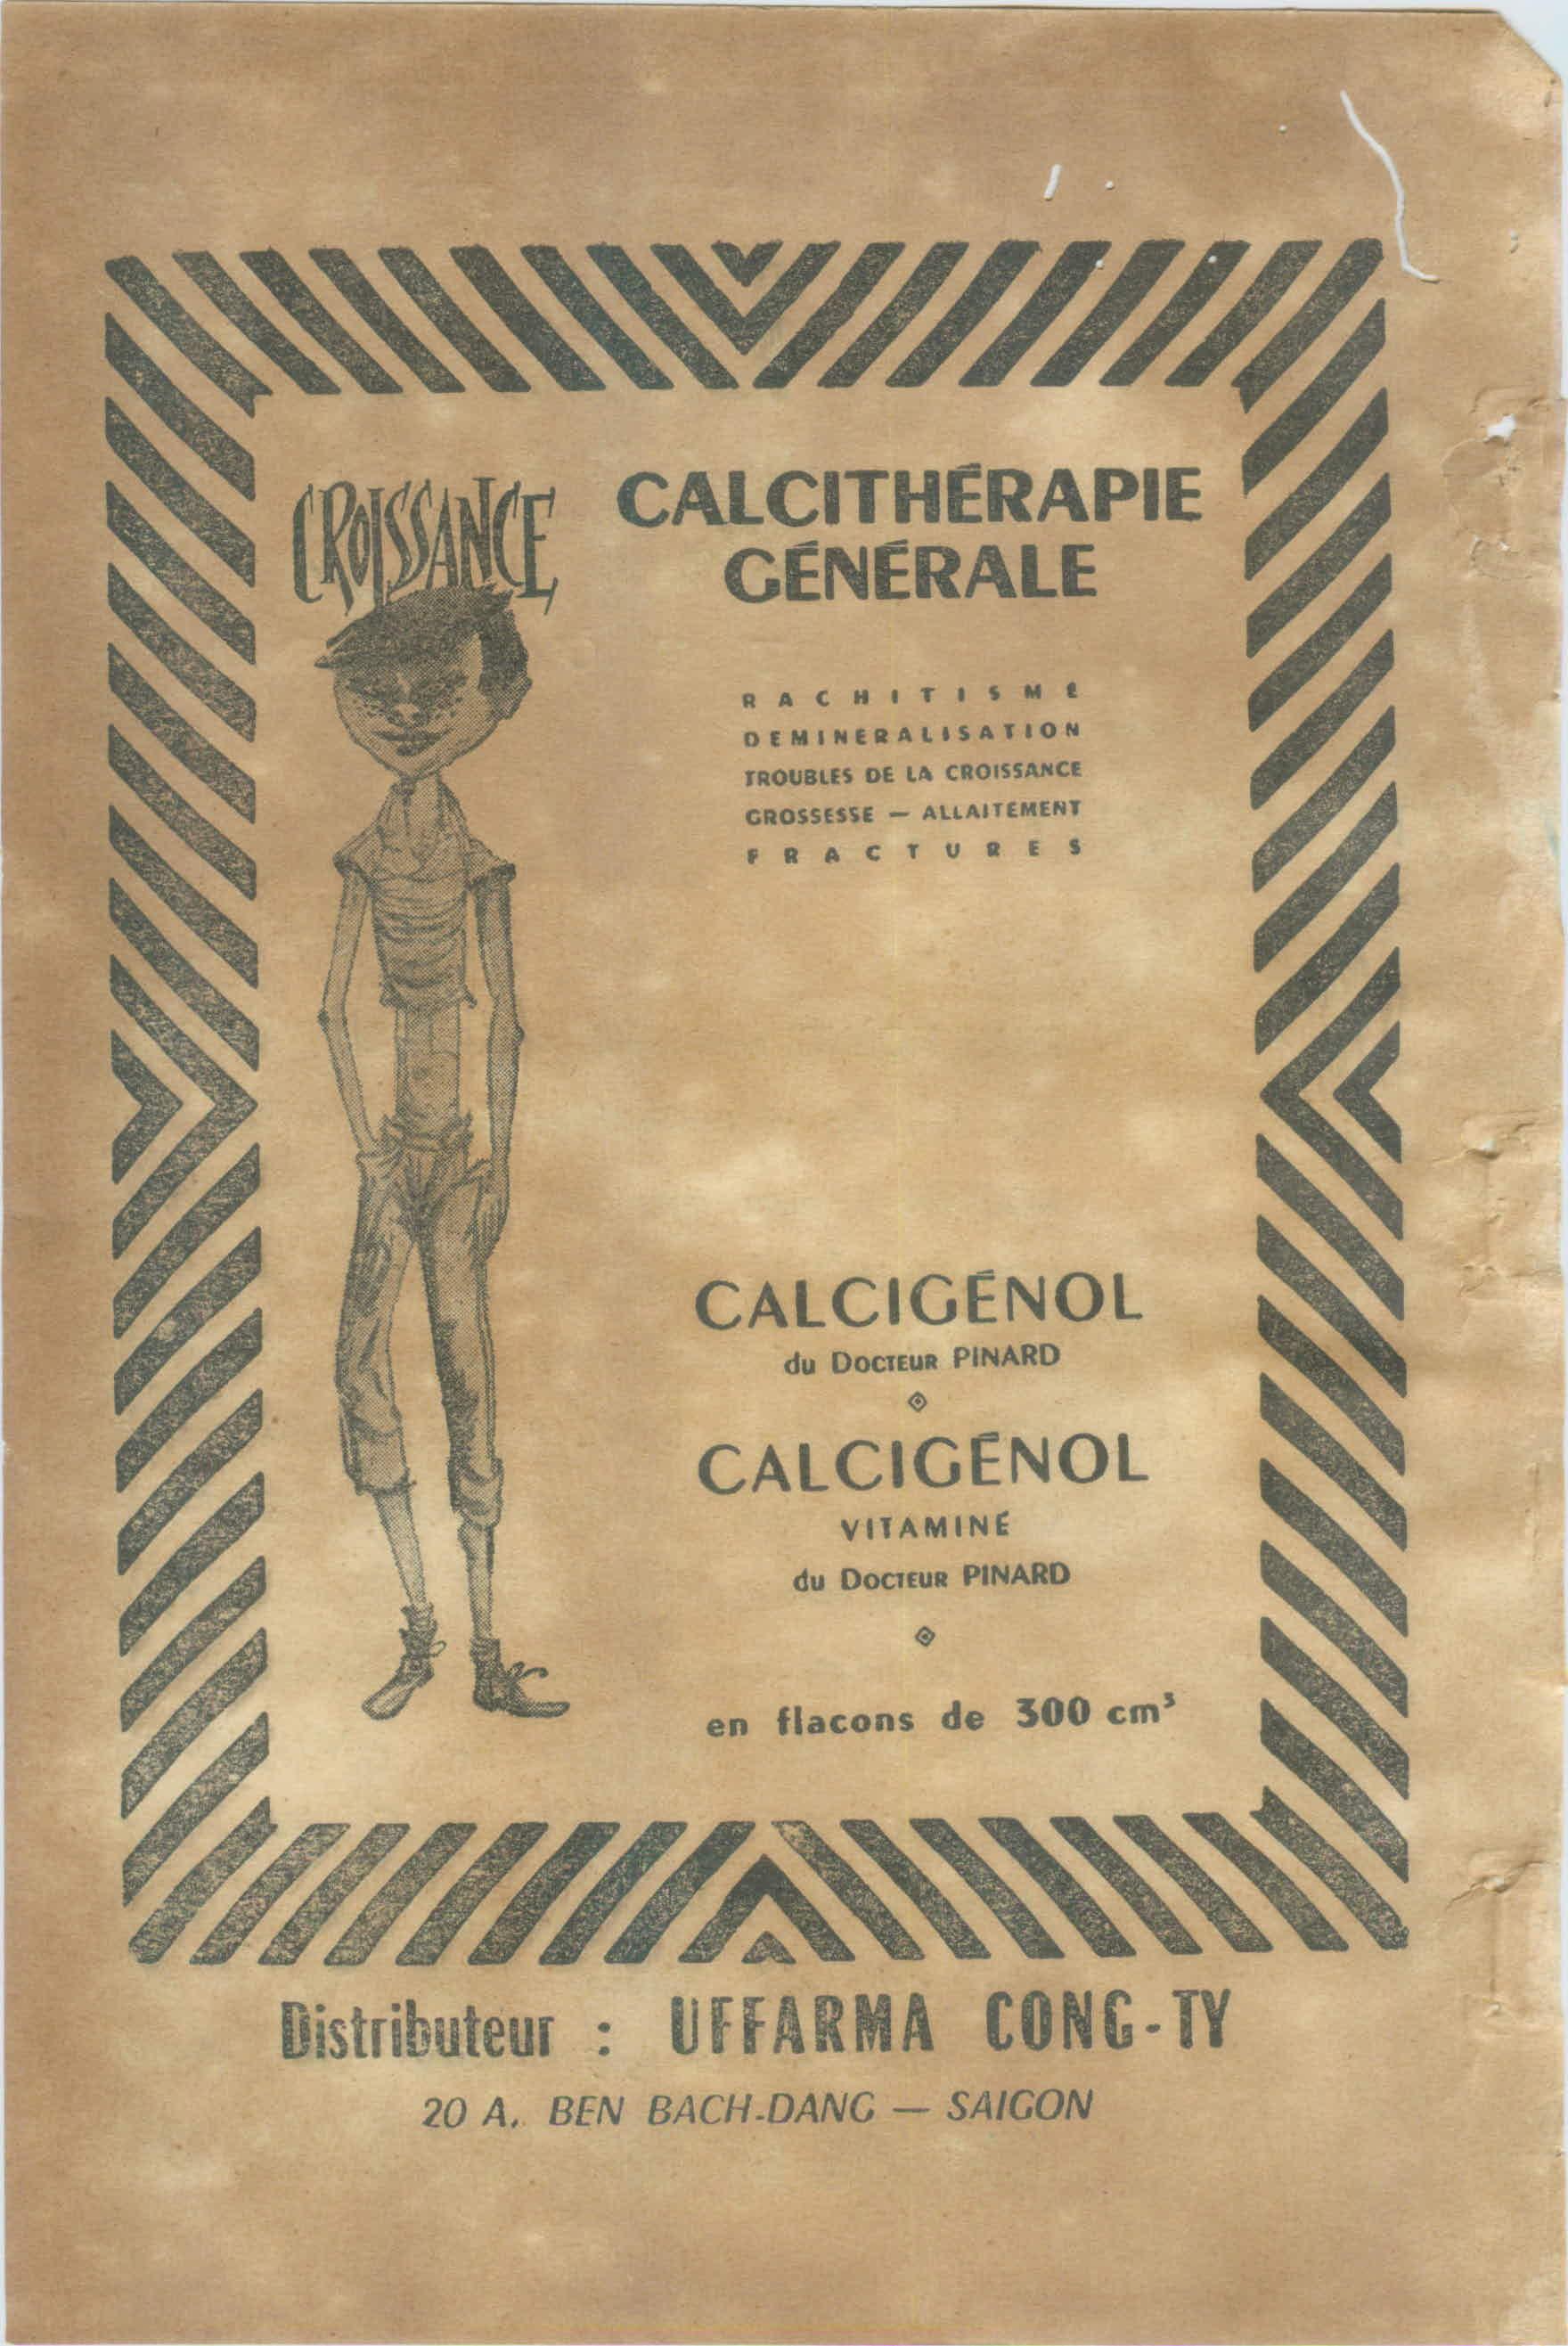 CROISSANCE
CALCITHÉRAPIE
GÉNÉRALE
RACHITISME
DEMINERALISATION
TROUBLES DE LA CROISSANCE
GROSSESSE — ALLAITEMENT
FRACTURES
CALCIGÉNOL
du DOCTEUR PINARD
CALCIGÉNOL
VITAMINÉ
du DOCTEUR PINARD
en flacons de 300 cm³
Distributeur : UFFARMA CONG-TY
20 A. BEN BACH-DANG — SAIGON